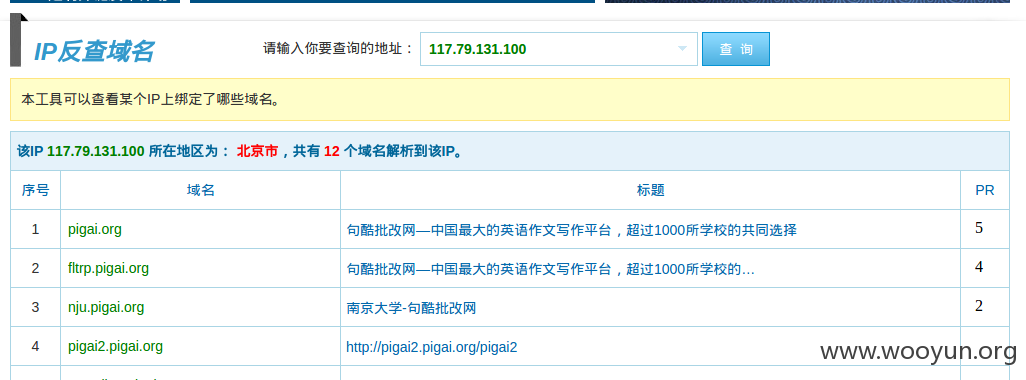 IP反查域名
请输入你要查询的地址： 117.79.131.100 查 询
本工具可以查看某个IP上绑定了哪些域名。
该IP 117.79.131.100 所在地区为： 北京市，共有 12 个域名解析到该IP。
序号 域名 标题 PR
1 pigai.org 句酷批改网—中国最大的英语作文写作平台，超过1000所学校的共同选择 5
2 fltrp.pigai.org 句酷批改网—中国最大的英语作文写作平台，超过1000所学校的... 4
3 nju.pigai.org 南京大学-句酷批改网 2
4 pigai2.pigai.org http://pigai2.pigai.org/pigai2
www.wooyun.org